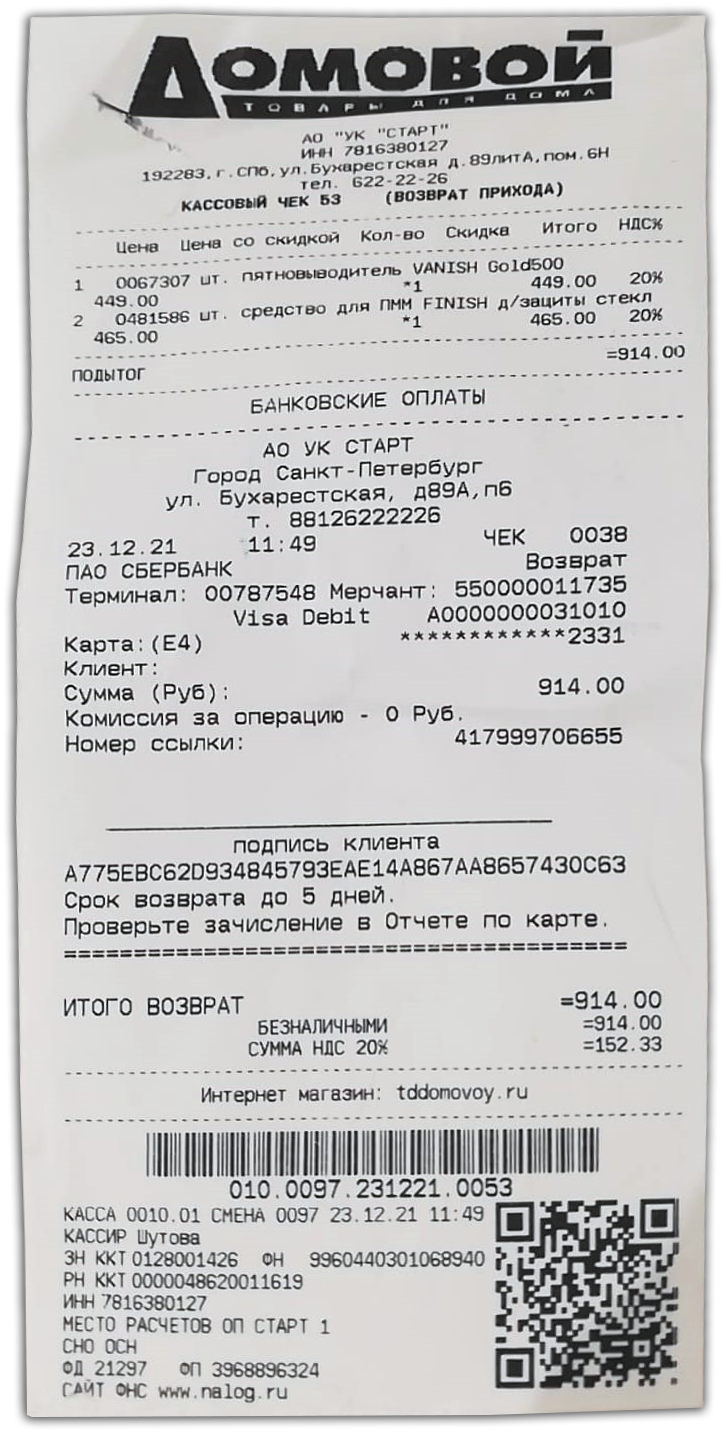 ДОМОВОЙ
ТОВАРЫ ДЛЯ ДОМА
АО "УК "СТАРТ"
ИНН 7816380127
192283, г.СПб, ул.Бухарестская д.89литА, пом.6Н
тел. 622-22-26
КАССОВЫЙ ЧЕК 53 (ВОЗВРАТ ПРИХОДА)
Цена Цена со скидкой Кол-во Скидка Итого НДС%
1 0067307 шт. пятновыводитель VANISH Gold500
449.00 *1 449.00 20%
2 0481586 шт. средство для ПММ FINISH д/защиты стекл
465.00 *1 465.00 20%
ПОДЫТОГ =914.00
БАНКОВСКИЕ ОПЛАТЫ
АО УК СТАРТ
Город Санкт-Петербург
ул. Бухарестская, д89А,п6
т. 88126222226
23.12.21 11:49 ЧЕК 0038
ПАО СБЕРБАНК Возврат
Терминал: 00787548 Мерчант: 550000011735
Visa Debit A0000000031010
Карта:(E4) ************2331
Клиент:
Сумма (Руб): 914.00
Комиссия за операцию - 0 Руб.
Номер ссылки: 417999706655
подпись клиента
A775EBC62D934845793EAE14A867AA8657430C63
Срок возврата до 5 дней.
Проверьте зачисление в Отчете по карте.
========================================
ИТОГО ВОЗВРАТ =914.00
БЕЗНАЛИЧНЫМИ =914.00
СУММА НДС 20% =152.33
Интернет магазин: tddomovoy.ru
010.0097.231221.0053
КАССА 0010.01 СМЕНА 0097 23.12.21 11:49
КАССИР Шутова
ЗН ККТ 0128001426 ФН 9960440301068940
РН ККТ 0000048620011619
ИНН 7816380127
МЕСТО РАСЧЕТОВ ОП СТАРТ 1
СНО ОСН
ФД 21297 ФП 3968896324
САЙТ ФНС www.nalog.ru